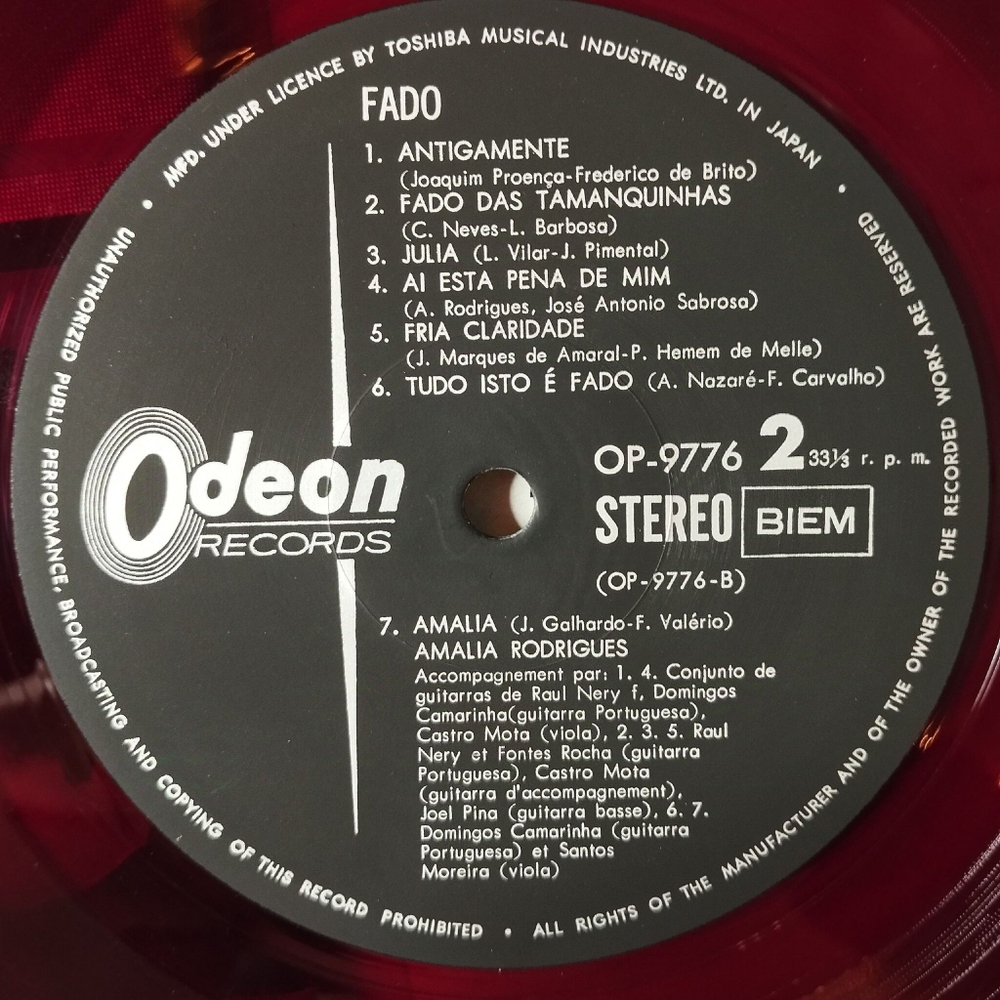 MFD. UNDER LICENCE BY TOSHIBA MUSICAL INDUSTRIES LTD. IN JAPAN
FADO
1. ANTIGAMENTE
(Joaquim Proença-Frederico de Brito)
2. FADO DAS TAMANQUINHAS
(C. Neves-L. Barbosa)
3. JULIA (L. Vilar-J. Pimental)
4. AI ESTA PENA DE MIM
(A. Rodrigues, José Antonio Sabrosa)
5. FRIA CLARIDADE
(J. Marques de Amaral-P. Hemem de Melle)
6. TUDO ISTO É FADO (A. Nazaré-F. Carvalho)
Odeon
RECORDS
OP-9776 2 33⅓ r. p. m.
STEREO BIEM
(OP-9776-B)
7. AMALIA (J. Galhardo-F. Valério)
AMALIA RODRIGUES
Accompagnement par: 1. 4. Conjunto de
guitarras de Raul Nery f, Domingos
Camarinha(guitarra Portuguesa),
Castro Mota (viola), 2. 3. 5. Raul
Nery et Fontes Rocha (guitarra
Portuguesa), Castro Mota
(guitarra d'accompagnement),
Joel Pina (guitarra basse), 6. 7.
Domingos Camarinha (guitarra
Portuguesa) et Santos
Moreira (viola)
UNAUTHORIZED PUBLIC PERFORMANCE, BROADCASTING AND COPYING OF THIS RECORD PROHIBITED • ALL RIGHTS OF THE MANUFACTURER AND OF THE OWNER OF THE RECORDED WORK ARE RESERVED •